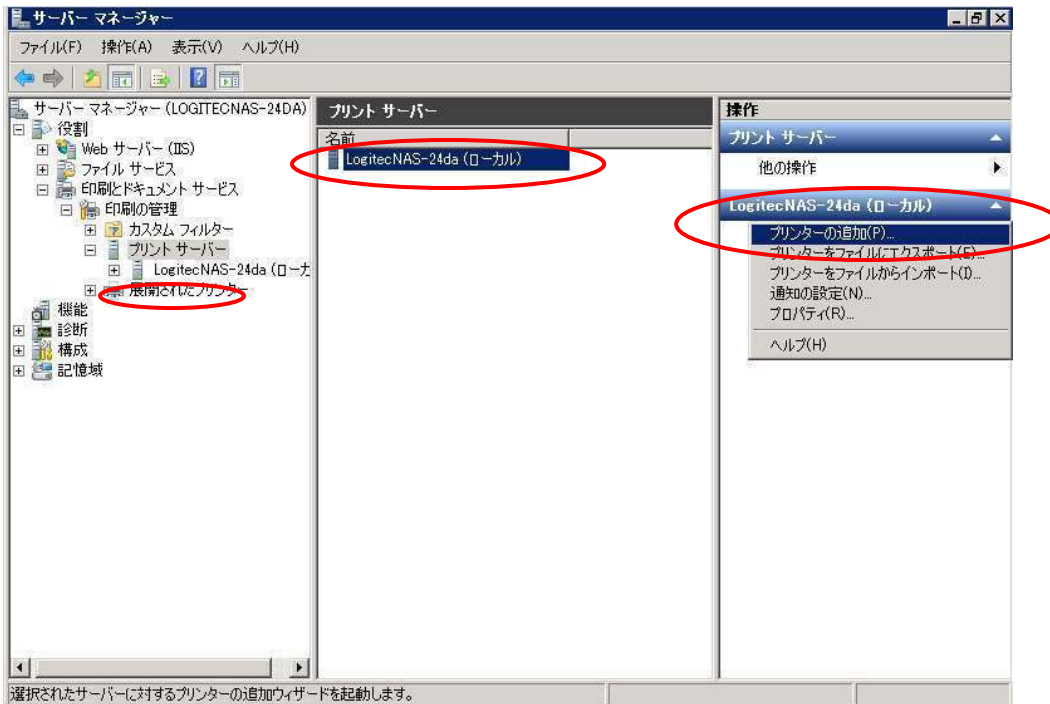 サーバー マネージャー
ファイル(F) 操作(A) 表示(V) ヘルプ(H)
サーバー マネージャー (LOGITECNAS-24DA)
役割
Web サーバー (IIS)
ファイル サービス
印刷とドキュメント サービス
印刷の管理
カスタム フィルター
プリント サーバー
LogitecNAS-24da (ローカ
展開されたプリンター
機能
診断
構成
記憶域
プリント サーバー
名前
LogitecNAS-24da (ローカル)
操作
プリント サーバー
他の操作
LogitecNAS-24da (ローカル)
プリンターの追加(P)...
プリンターをファイルにエクスポート(E)...
プリンターをファイルからインポート(I)...
通知の設定(N)...
プロパティ(R)...
ヘルプ(H)
選択されたサーバーに対するプリンターの追加ウィザードを起動します。